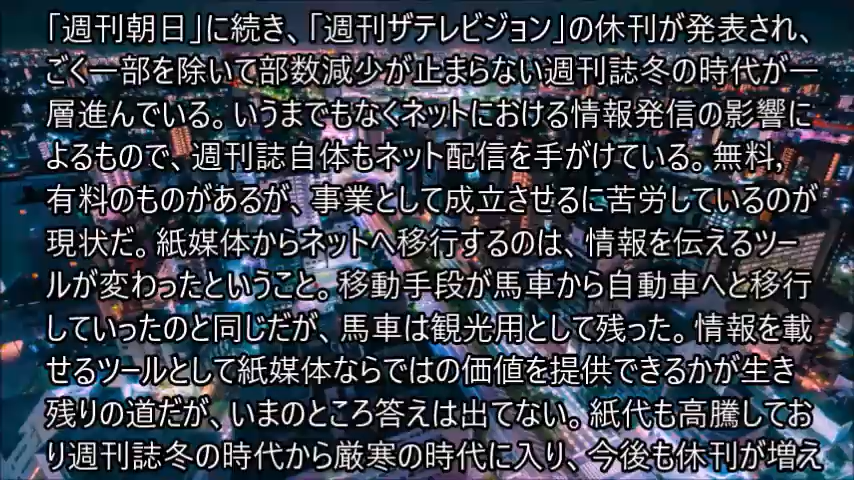 「週刊朝日」に続き、「週刊ザテレビジョン」の休刊が発表され、
ごく一部を除いて部数減少が止まらない週刊誌冬の時代が一
層進んでいる。いうまでもなくネットにおける情報発信の影響に
よるもので、週刊誌自体もネット配信を手がけている。無料，
有料のものがあるが、事業として成立させるに苦労しているのが
現状だ。紙媒体からネットへ移行するのは、情報を伝えるツー
ルが変わったということ。移動手段が馬車から自動車へと移行
していったのと同じだが、馬車は観光用として残った。情報を載
せるツールとして紙媒体ならではの価値を提供できるかが生き
残りの道だが、いまのところ答えは出てない。紙代も高騰してお
り週刊誌冬の時代から厳寒の時代に入り、今後も休刊が増え